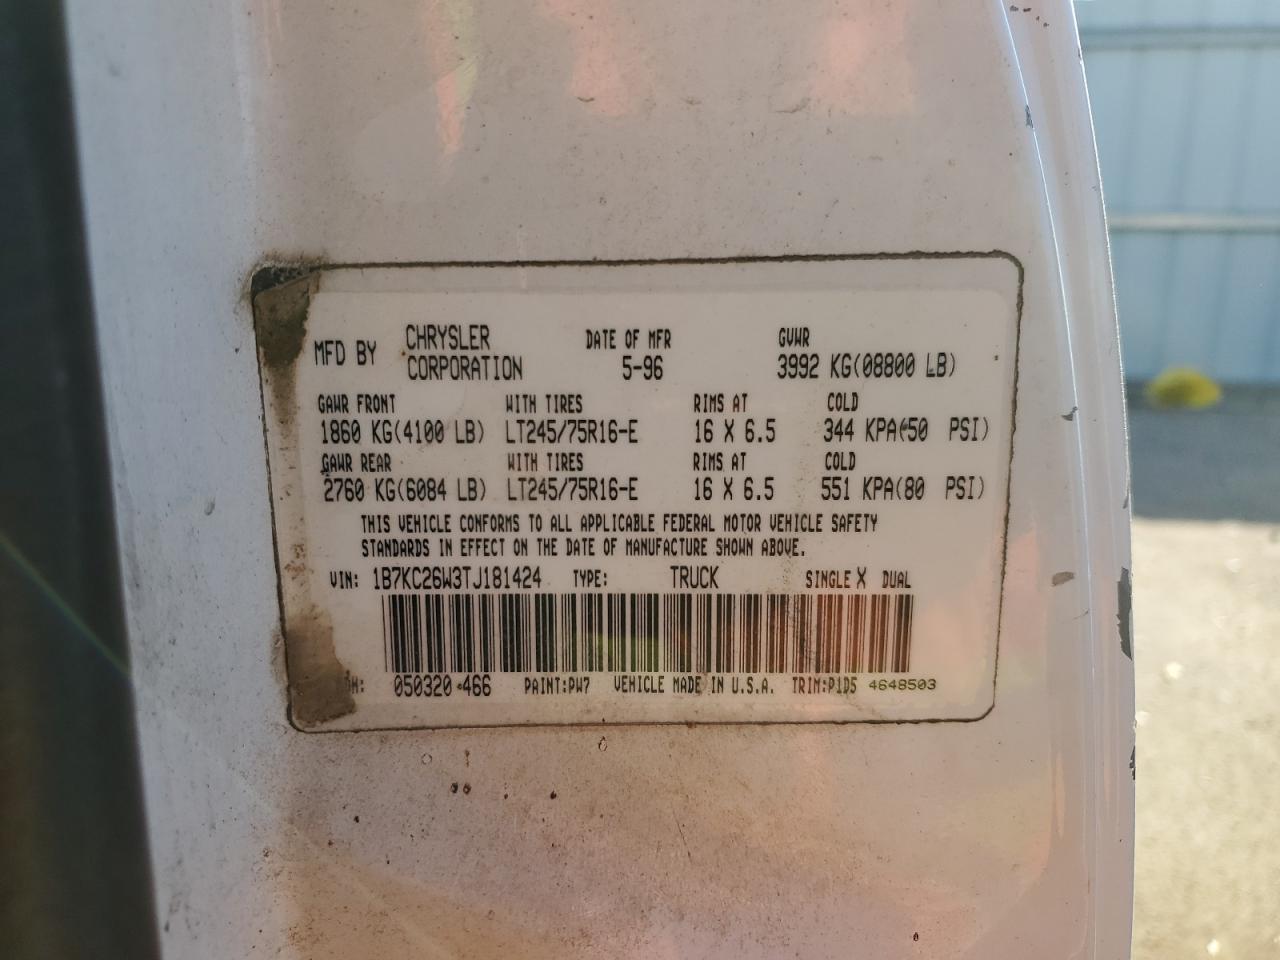 MFD BY CHRYSLER CORPORATION DATE OF MFR 5-96 GVWR 3992 KG(08800 LB)
GAWR FRONT WITH TIRES RIMS AT COLD
1860 KG(4100 LB) LT245/75R16-E 16 X 6.5 344 KPA(50 PSI)
GAWR REAR WITH TIRES RIMS AT COLD
2760 KG(6084 LB) LT245/75R16-E 16 X 6.5 551 KPA(80 PSI)
THIS VEHICLE CONFORMS TO ALL APPLICABLE FEDERAL MOTOR VEHICLE SAFETY
STANDARDS IN EFFECT ON THE DATE OF MANUFACTURE SHOWN ABOVE.
VIN: 1B7KC26W3TJ181424 TYPE: TRUCK SINGLE X DUAL
050320 466 PAINT:PW7 VEHICLE MADE IN U.S.A. TRIM:P1D5 4648503